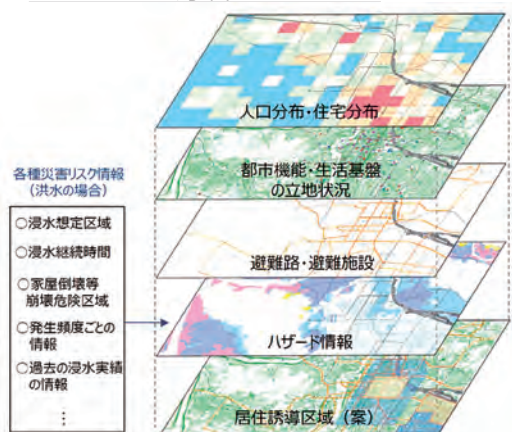 人口分布・住宅分布
都市機能・生活基盤
の立地状況
各種災害リスク情報
（洪水の場合）
○浸水想定区域
○浸水継続時間
○家屋倒壊等
崩壊危険区域
○発生頻度ごとの
情報
○過去の浸水実績
の情報
⋮
避難路・避難施設
ハザード情報
居住誘導区域（案）